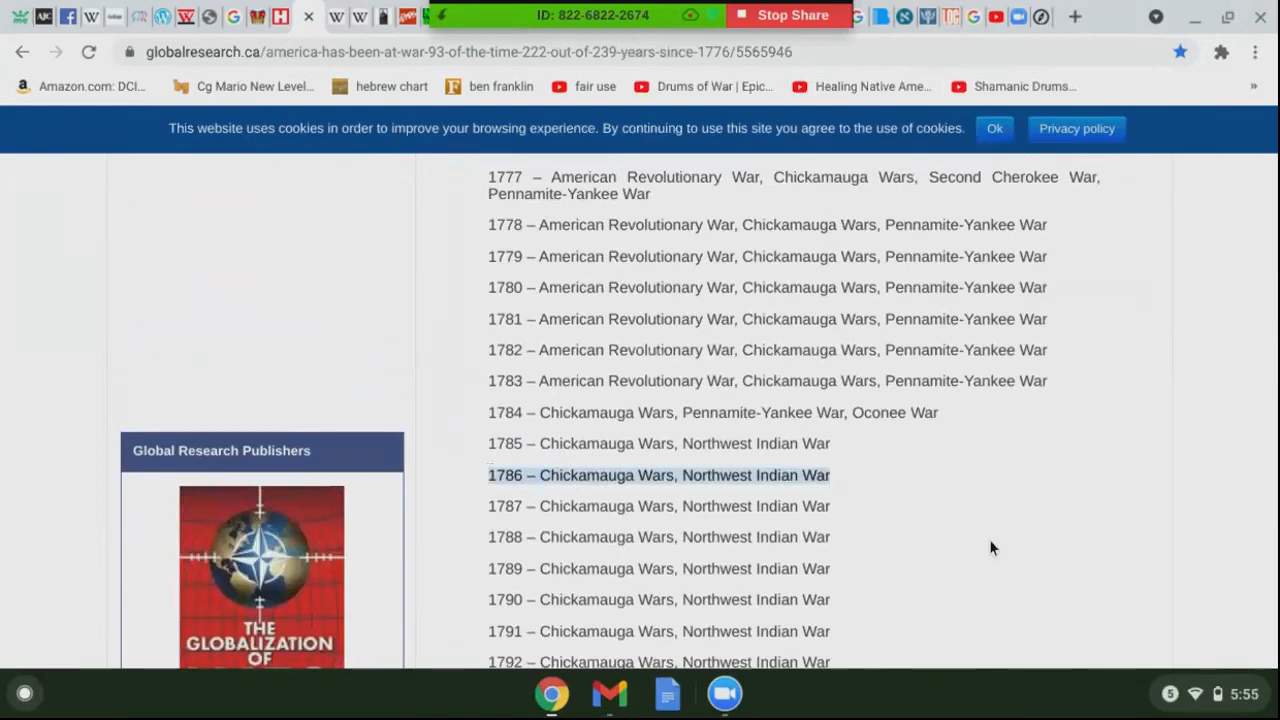 ID: 822-6822-2674
Stop Share
globalresearch.ca/america-has-been-at-war-93-of-the-time-222-out-of-239-years-since-1776/5565946
Amazon.com: DCI... Cg Mario New Level... hebrew chart ben franklin fair use Drums of War | Epic... Healing Native Ame... Shamanic Drums... »
This website uses cookies in order to improve your browsing experience. By continuing to use this site you agree to the use of cookies. Ok Privacy policy
1777 – American Revolutionary War, Chickamauga Wars, Second Cherokee War,
Pennamite-Yankee War
1778 – American Revolutionary War, Chickamauga Wars, Pennamite-Yankee War
1779 – American Revolutionary War, Chickamauga Wars, Pennamite-Yankee War
1780 – American Revolutionary War, Chickamauga Wars, Pennamite-Yankee War
1781 – American Revolutionary War, Chickamauga Wars, Pennamite-Yankee War
1782 – American Revolutionary War, Chickamauga Wars, Pennamite-Yankee War
1783 – American Revolutionary War, Chickamauga Wars, Pennamite-Yankee War
1784 – Chickamauga Wars, Pennamite-Yankee War, Oconee War
1785 – Chickamauga Wars, Northwest Indian War
1786 – Chickamauga Wars, Northwest Indian War
1787 – Chickamauga Wars, Northwest Indian War
1788 – Chickamauga Wars, Northwest Indian War
1789 – Chickamauga Wars, Northwest Indian War
1790 – Chickamauga Wars, Northwest Indian War
1791 – Chickamauga Wars, Northwest Indian War
1792 – Chickamauga Wars, Northwest Indian War
Global Research Publishers
THE
GLOBALIZATION
OF
5 5:55